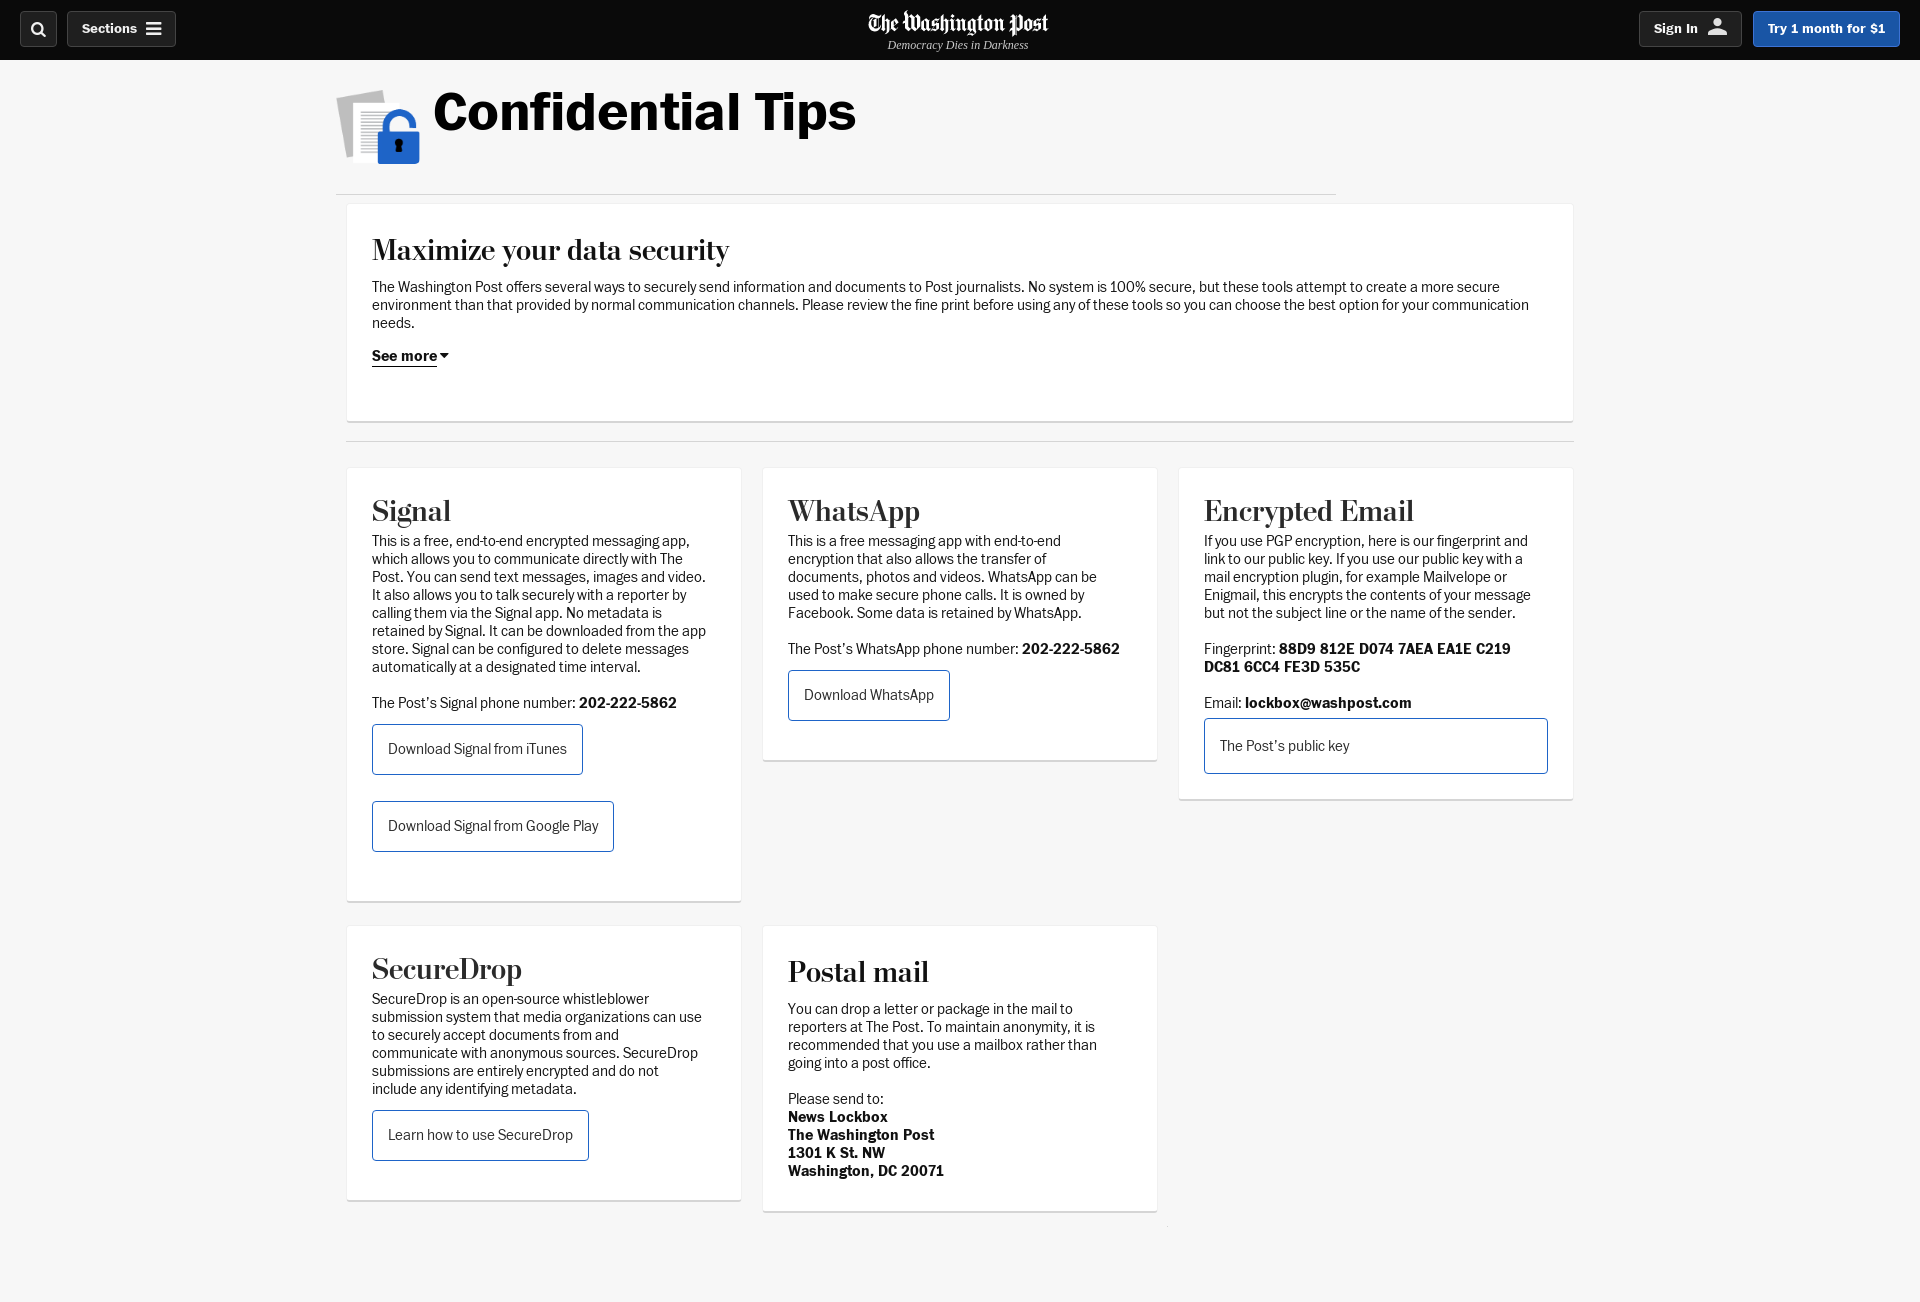 Sections
The Washington Post
Democracy Dies in Darkness
Sign In
Try 1 month for $1
Confidential Tips
Maximize your data security
The Washington Post offers several ways to securely send information and documents to Post journalists. No system is 100% secure, but these tools attempt to create a more secure
environment than that provided by normal communication channels. Please review the fine print before using any of these tools so you can choose the best option for your communication
needs.
See more
Signal
This is a free, end-to-end encrypted messaging app,
which allows you to communicate directly with The
Post. You can send text messages, images and video.
It also allows you to talk securely with a reporter by
calling them via the Signal app. No metadata is
retained by Signal. It can be downloaded from the app
store. Signal can be configured to delete messages
automatically at a designated time interval.
The Post’s Signal phone number: 202-222-5862
Download Signal from iTunes
Download Signal from Google Play
WhatsApp
This is a free messaging app with end-to-end
encryption that also allows the transfer of
documents, photos and videos. WhatsApp can be
used to make secure phone calls. It is owned by
Facebook. Some data is retained by WhatsApp.
The Post’s WhatsApp phone number: 202-222-5862
Download WhatsApp
Encrypted Email
If you use PGP encryption, here is our fingerprint and
link to our public key. If you use our public key with a
mail encryption plugin, for example Mailvelope or
Enigmail, this encrypts the contents of your message
but not the subject line or the name of the sender.
Fingerprint: 88D9 812E D074 7AEA EA1E C219
DC81 6CC4 FE3D 535C
Email: lockbox@washpost.com
The Post’s public key
SecureDrop
SecureDrop is an open-source whistleblower
submission system that media organizations can use
to securely accept documents from and
communicate with anonymous sources. SecureDrop
submissions are entirely encrypted and do not
include any identifying metadata.
Learn how to use SecureDrop
Postal mail
You can drop a letter or package in the mail to
reporters at The Post. To maintain anonymity, it is
recommended that you use a mailbox rather than
going into a post office.
Please send to:
News Lockbox
The Washington Post
1301 K St. NW
Washington, DC 20071